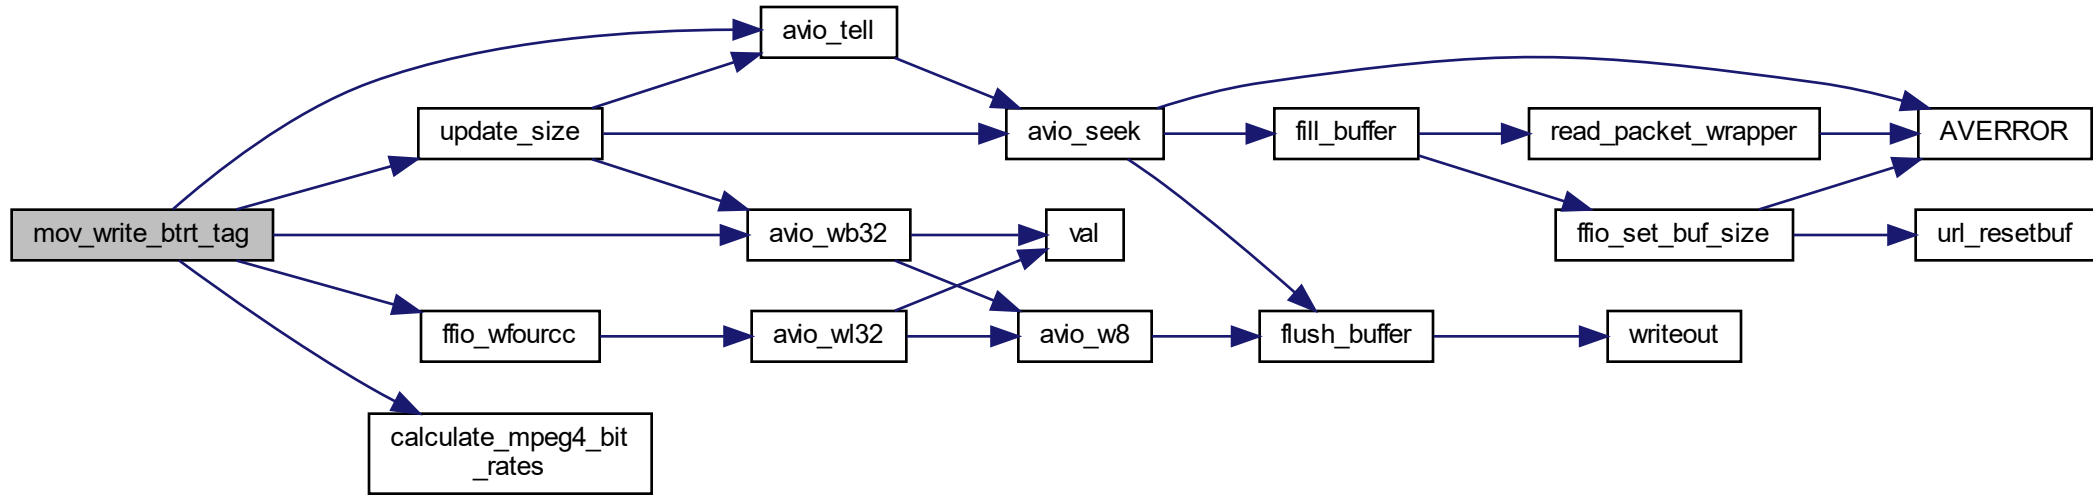 avio_tell
update_size
avio_seek
fill_buffer
read_packet_wrapper
AVERROR
mov_write_btrt_tag
avio_wb32
val
ffio_set_buf_size
url_resetbuf
ffio_wfourcc
avio_wl32
avio_w8
flush_buffer
writeout
calculate_mpeg4_bit
_rates